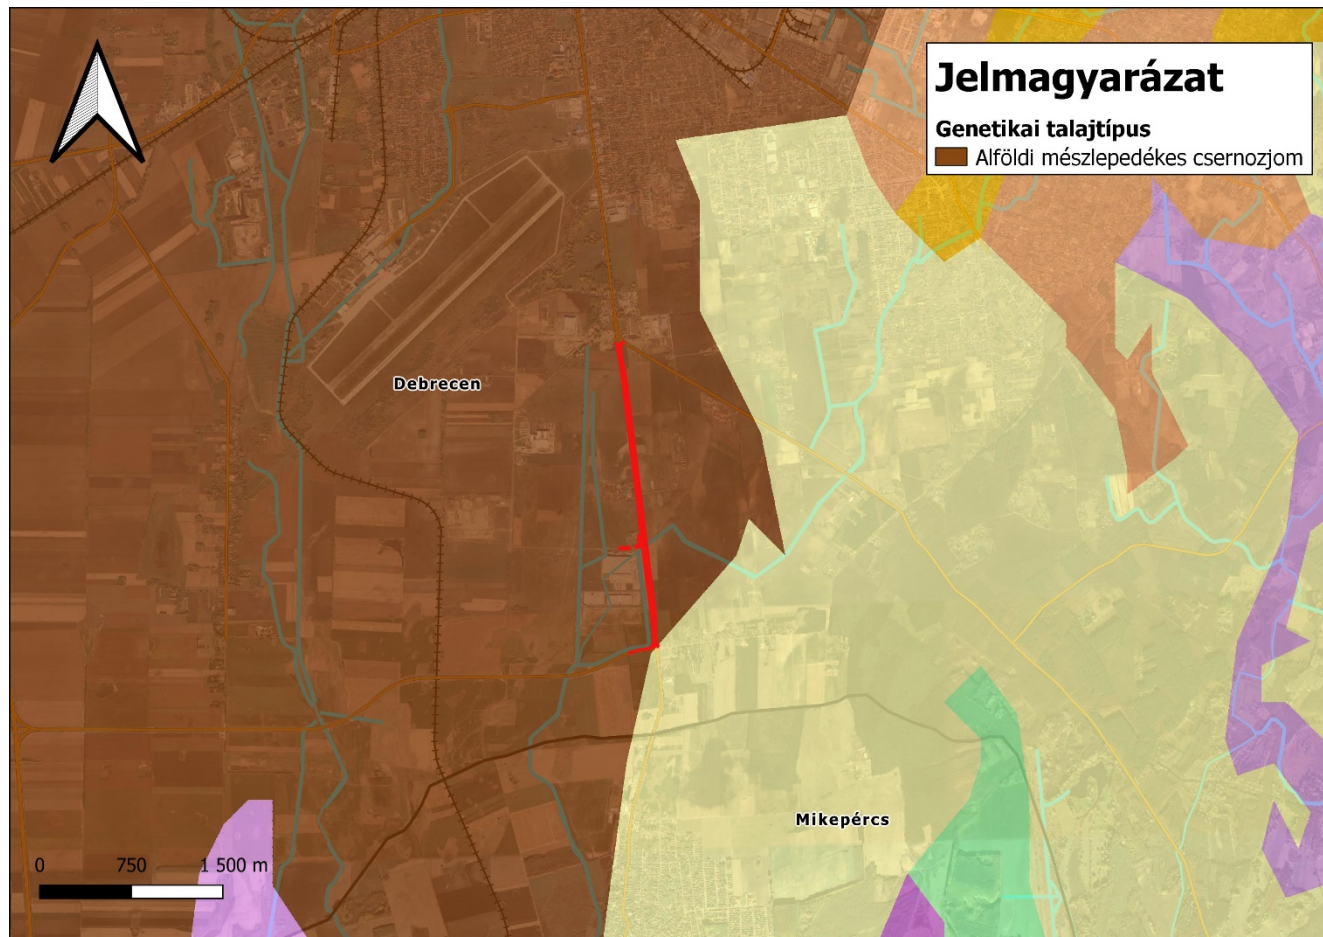 Jelmagyarázat
Genetikai talajtípus
Alföldi mészlepedékes csernozjom
Debrecen
Mikepércs
0 750 1 500 m